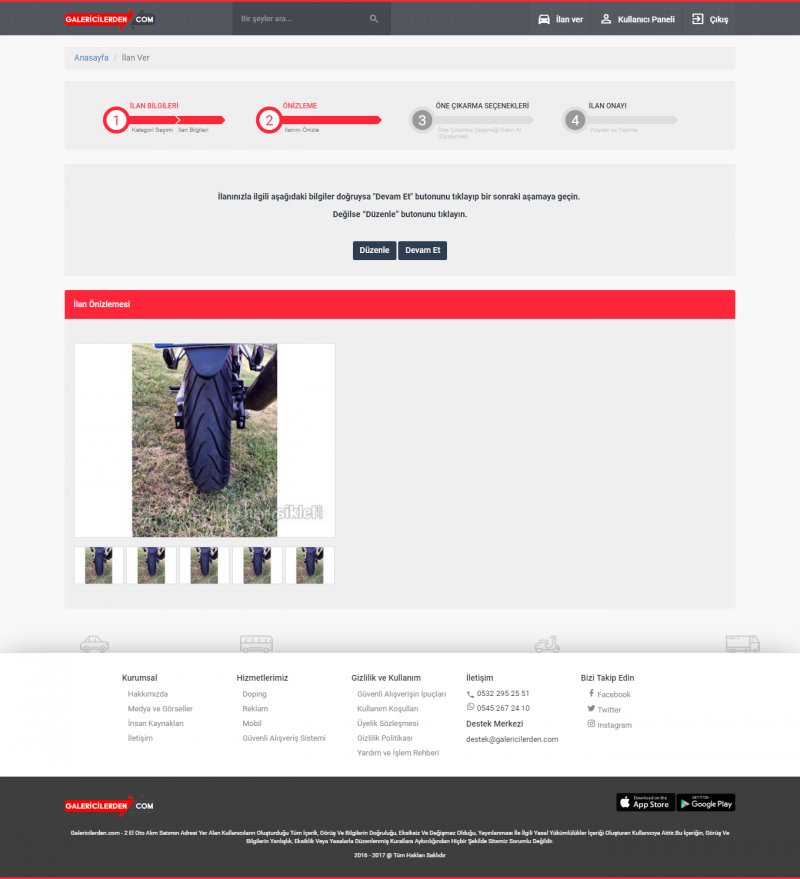 GALERİCİLERDEN.COM
Bir şeyler ara...
İlan ver
Kullanıcı Paneli
Çıkış
Anasayfa / İlan Ver
İLAN BİLGİLERİ
1
Kategori Seçimi
İlan Bilgileri
ÖNİZLEME
2
İlanını Önizle
ÖNE ÇIKARMA SEÇENEKLERİ
3
Öne Çıkarma Seçeneği Satın Al
(Opsiyonel)
İLAN ONAYI
4
Kaydet ve Yayınla
İlanınızla ilgili aşağıdaki bilgiler doğruysa "Devam Et" butonunu tıklayıp bir sonraki aşamaya geçin.
Değilse "Düzenle" butonunu tıklayın.
Düzenle
Devam Et
İlan Önizlemesi
Kurumsal
Hakkımızda
Medya ve Görseller
İnsan Kaynakları
İletişim
Hizmetlerimiz
Doping
Reklam
Mobil
Güvenli Alışveriş Sistemi
Gizlilik ve Kullanım
Güvenli Alışverişin İpuçları
Kullanım Koşulları
Üyelik Sözleşmesi
Gizlilik Politikası
Yardım ve İşlem Rehberi
İletişim
0532 295 25 51
0545 267 24 10
Destek Merkezi
destek@galericilerden.com
Bizi Takip Edin
Facebook
Twitter
Instagram
GALERİCİLERDEN.COM
Download on the
App Store
GET IT ON
Google Play
Galericilerden.com - 2 El Oto Alım Satımın Adresi Yer Alan Kullanıcıların Oluşturduğu Tüm İçerik, Görüş Ve Bilgilerin Doğruluğu, Eksiksiz Ve Değişmez Olduğu, Yayınlanması İle İlgili Yasal Yükümlülükler İçeriği Oluşturan Kullanıcıya Aittir.Bu İçeriğin, Görüş Ve
Bilgilerin Yanlışlık, Eksiklik Veya Yasalarla Düzenlenmiş Kurallara Aykırılığından Hiçbir Şekilde Sitemiz Sorumlu Değildir.
2016 - 2017 @ Tüm Hakları Saklıdır